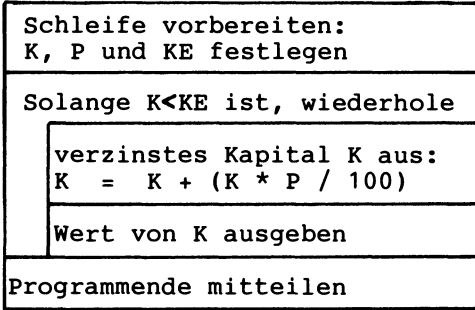 Schleife vorbereiten:
K, P und KE festlegen
Solange K<KE ist, wiederhole
verzinstes Kapital K aus:
K = K + (K * P / 100)
Wert von K ausgeben
Programmende mitteilen